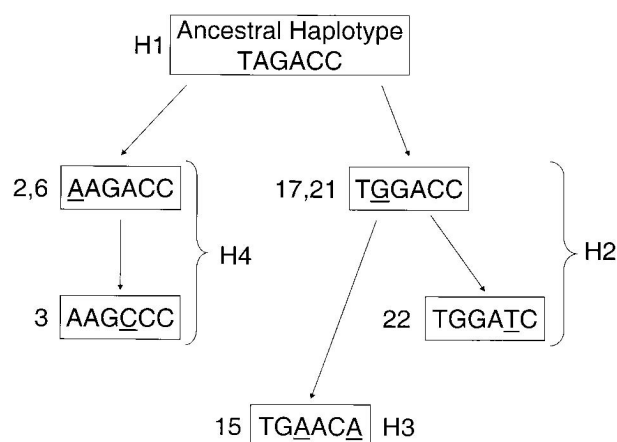 Ancestral Haplotype
H1 TAGACC
2,6 AAGACC
17,21 TGGACC
H4
H2
3 AAGCCC
22 TGGATC
15 TGAACA H3